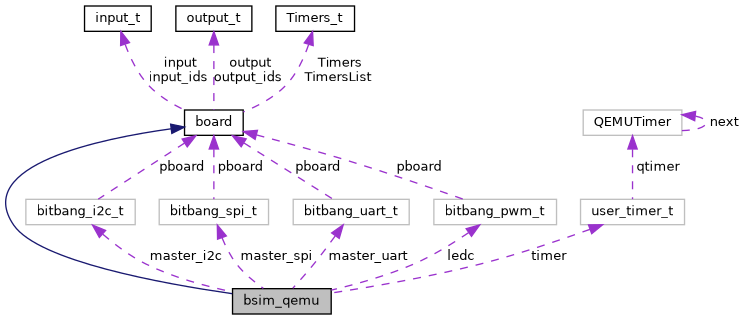 input_t
output_t
Timers_t
input
input_ids
output
output_ids
Timers
TimersList
board
QEMUTimer
next
pboard
pboard
pboard
pboard
qtimer
bitbang_i2c_t
bitbang_spi_t
bitbang_uart_t
bitbang_pwm_t
user_timer_t
master_i2c
master_spi
master_uart
ledc
timer
bsim_qemu